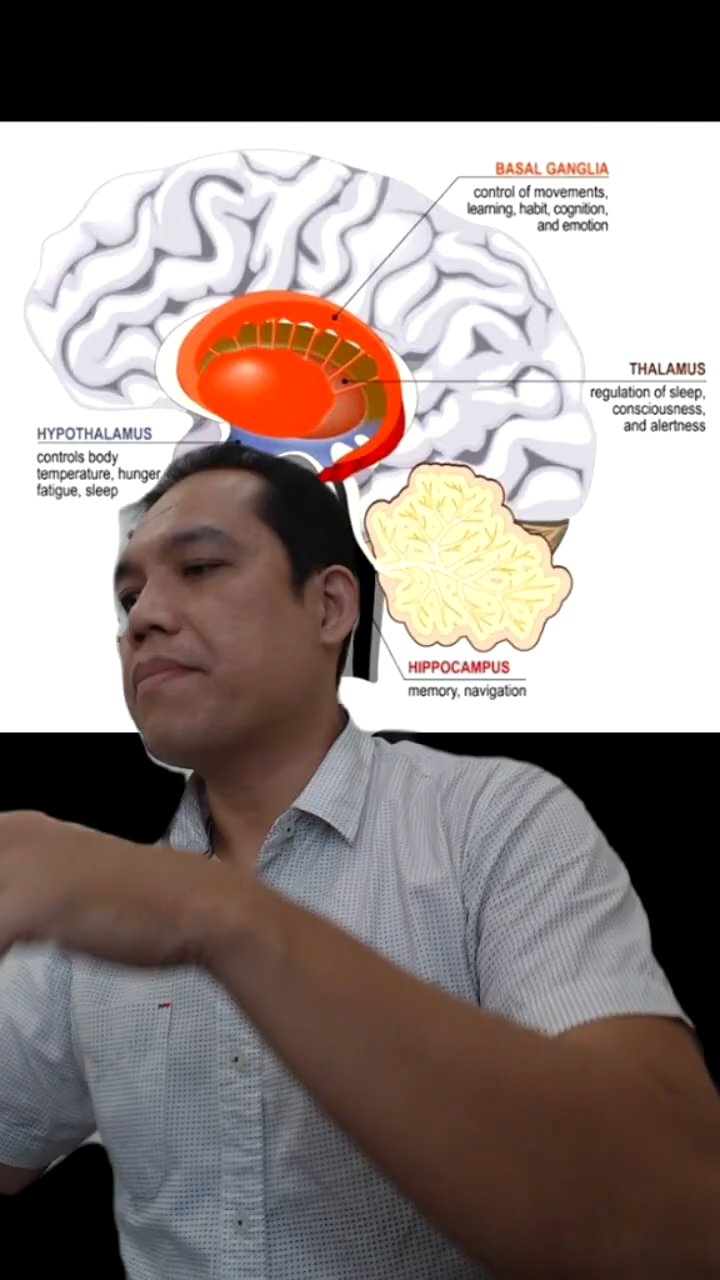 BASAL GANGLIA
control of movements,
learning, habit, cognition,
and emotion
THALAMUS
regulation of sleep,
consciousness,
and alertness
HYPOTHALAMUS
controls body
temperature, hunger
fatigue, sleep
HIPPOCAMPUS
memory, navigation